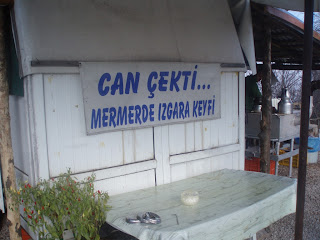 CAN ÇEKTİ...
MERMERDE IZGARA KEYFİ